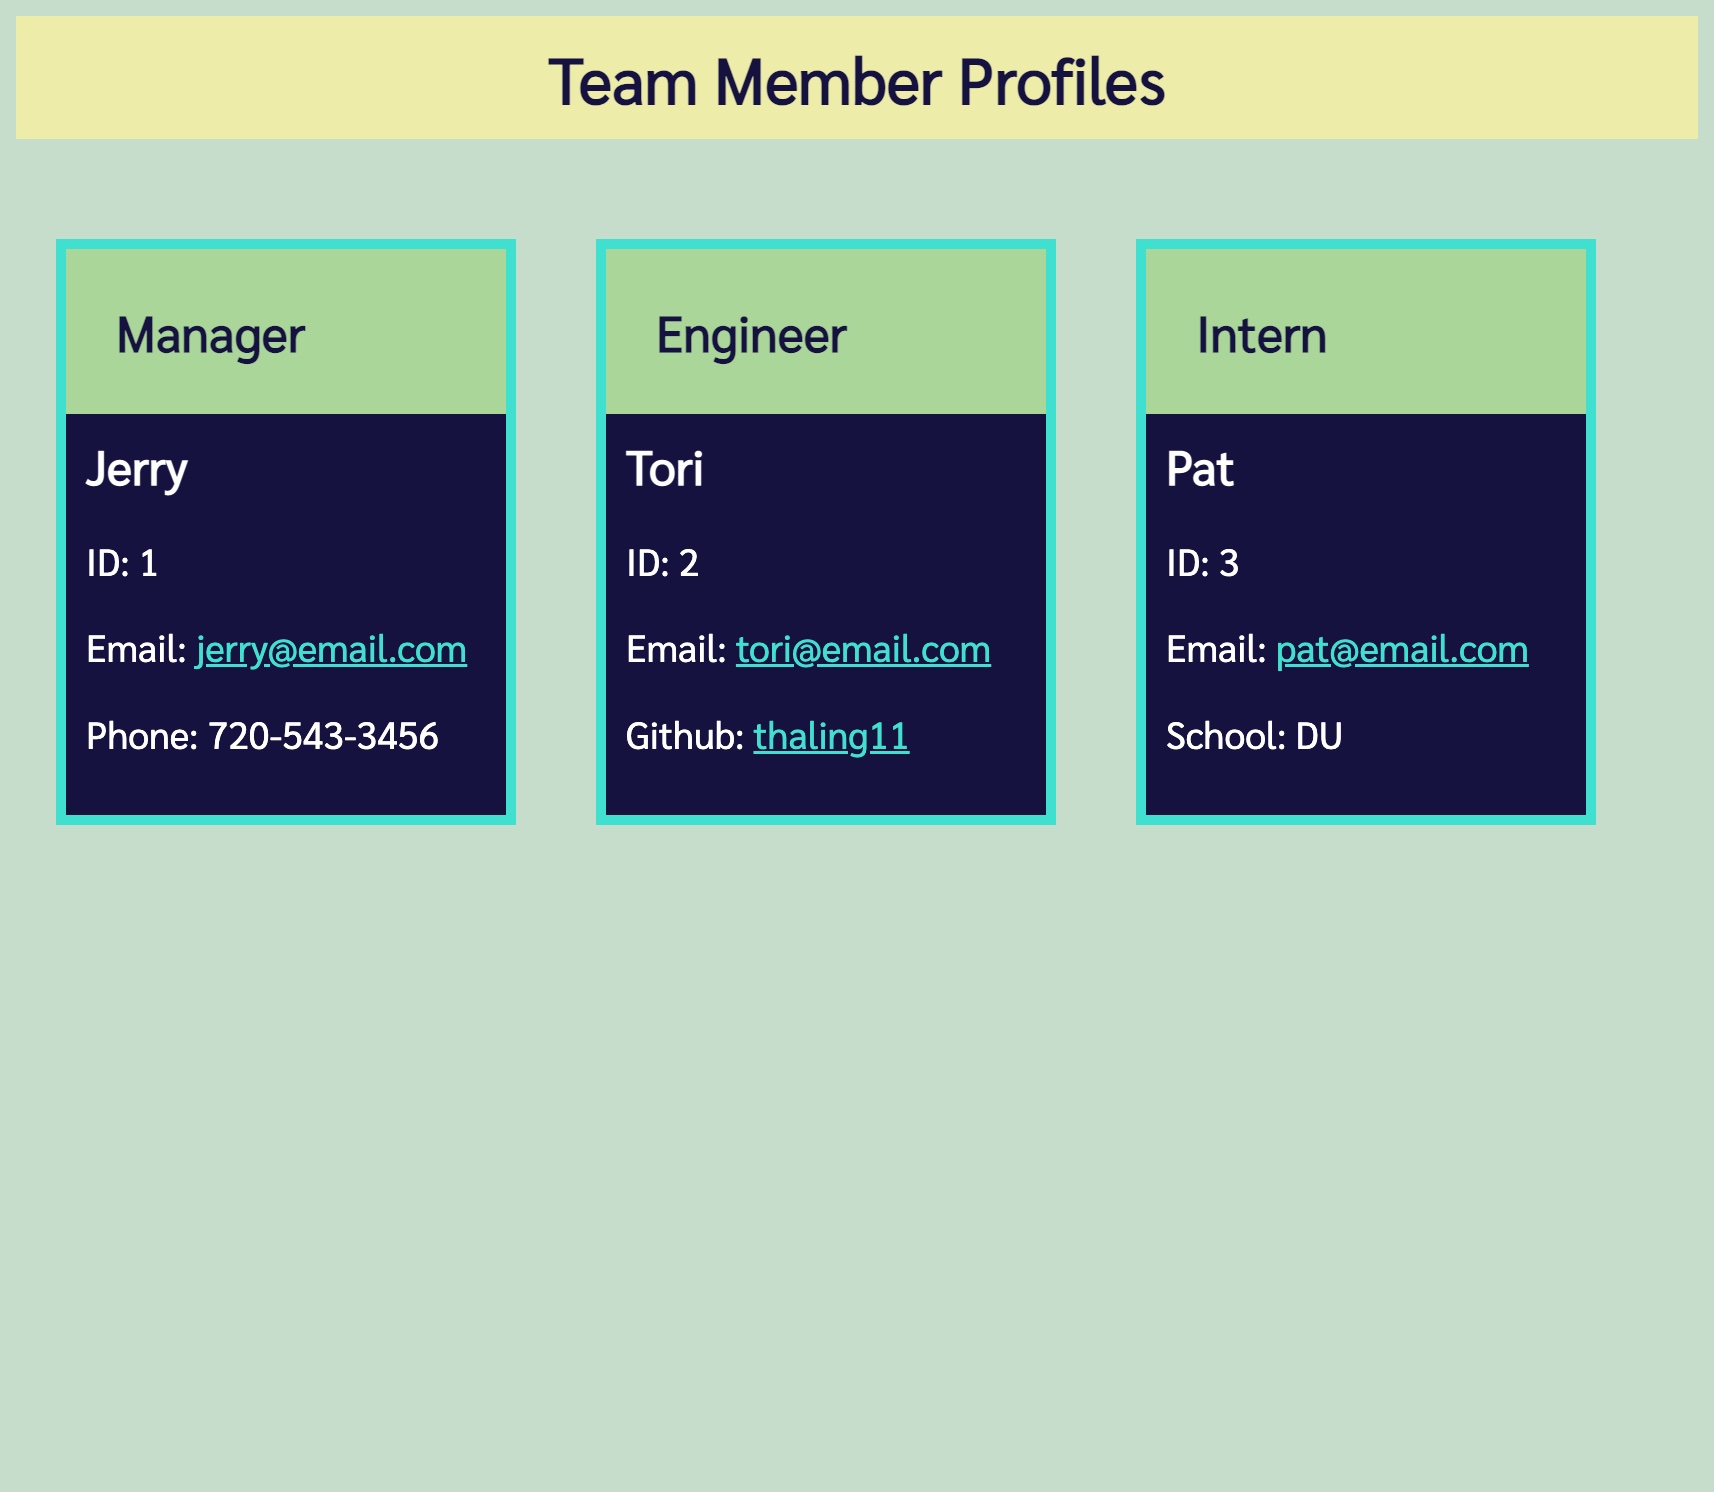 Team Member Profiles
Manager
Jerry
ID: 1
Email: jerry@email.com
Phone: 720-543-3456
Engineer
Tori
ID: 2
Email: tori@email.com
Github: thaling11
Intern
Pat
ID: 3
Email: pat@email.com
School: DU